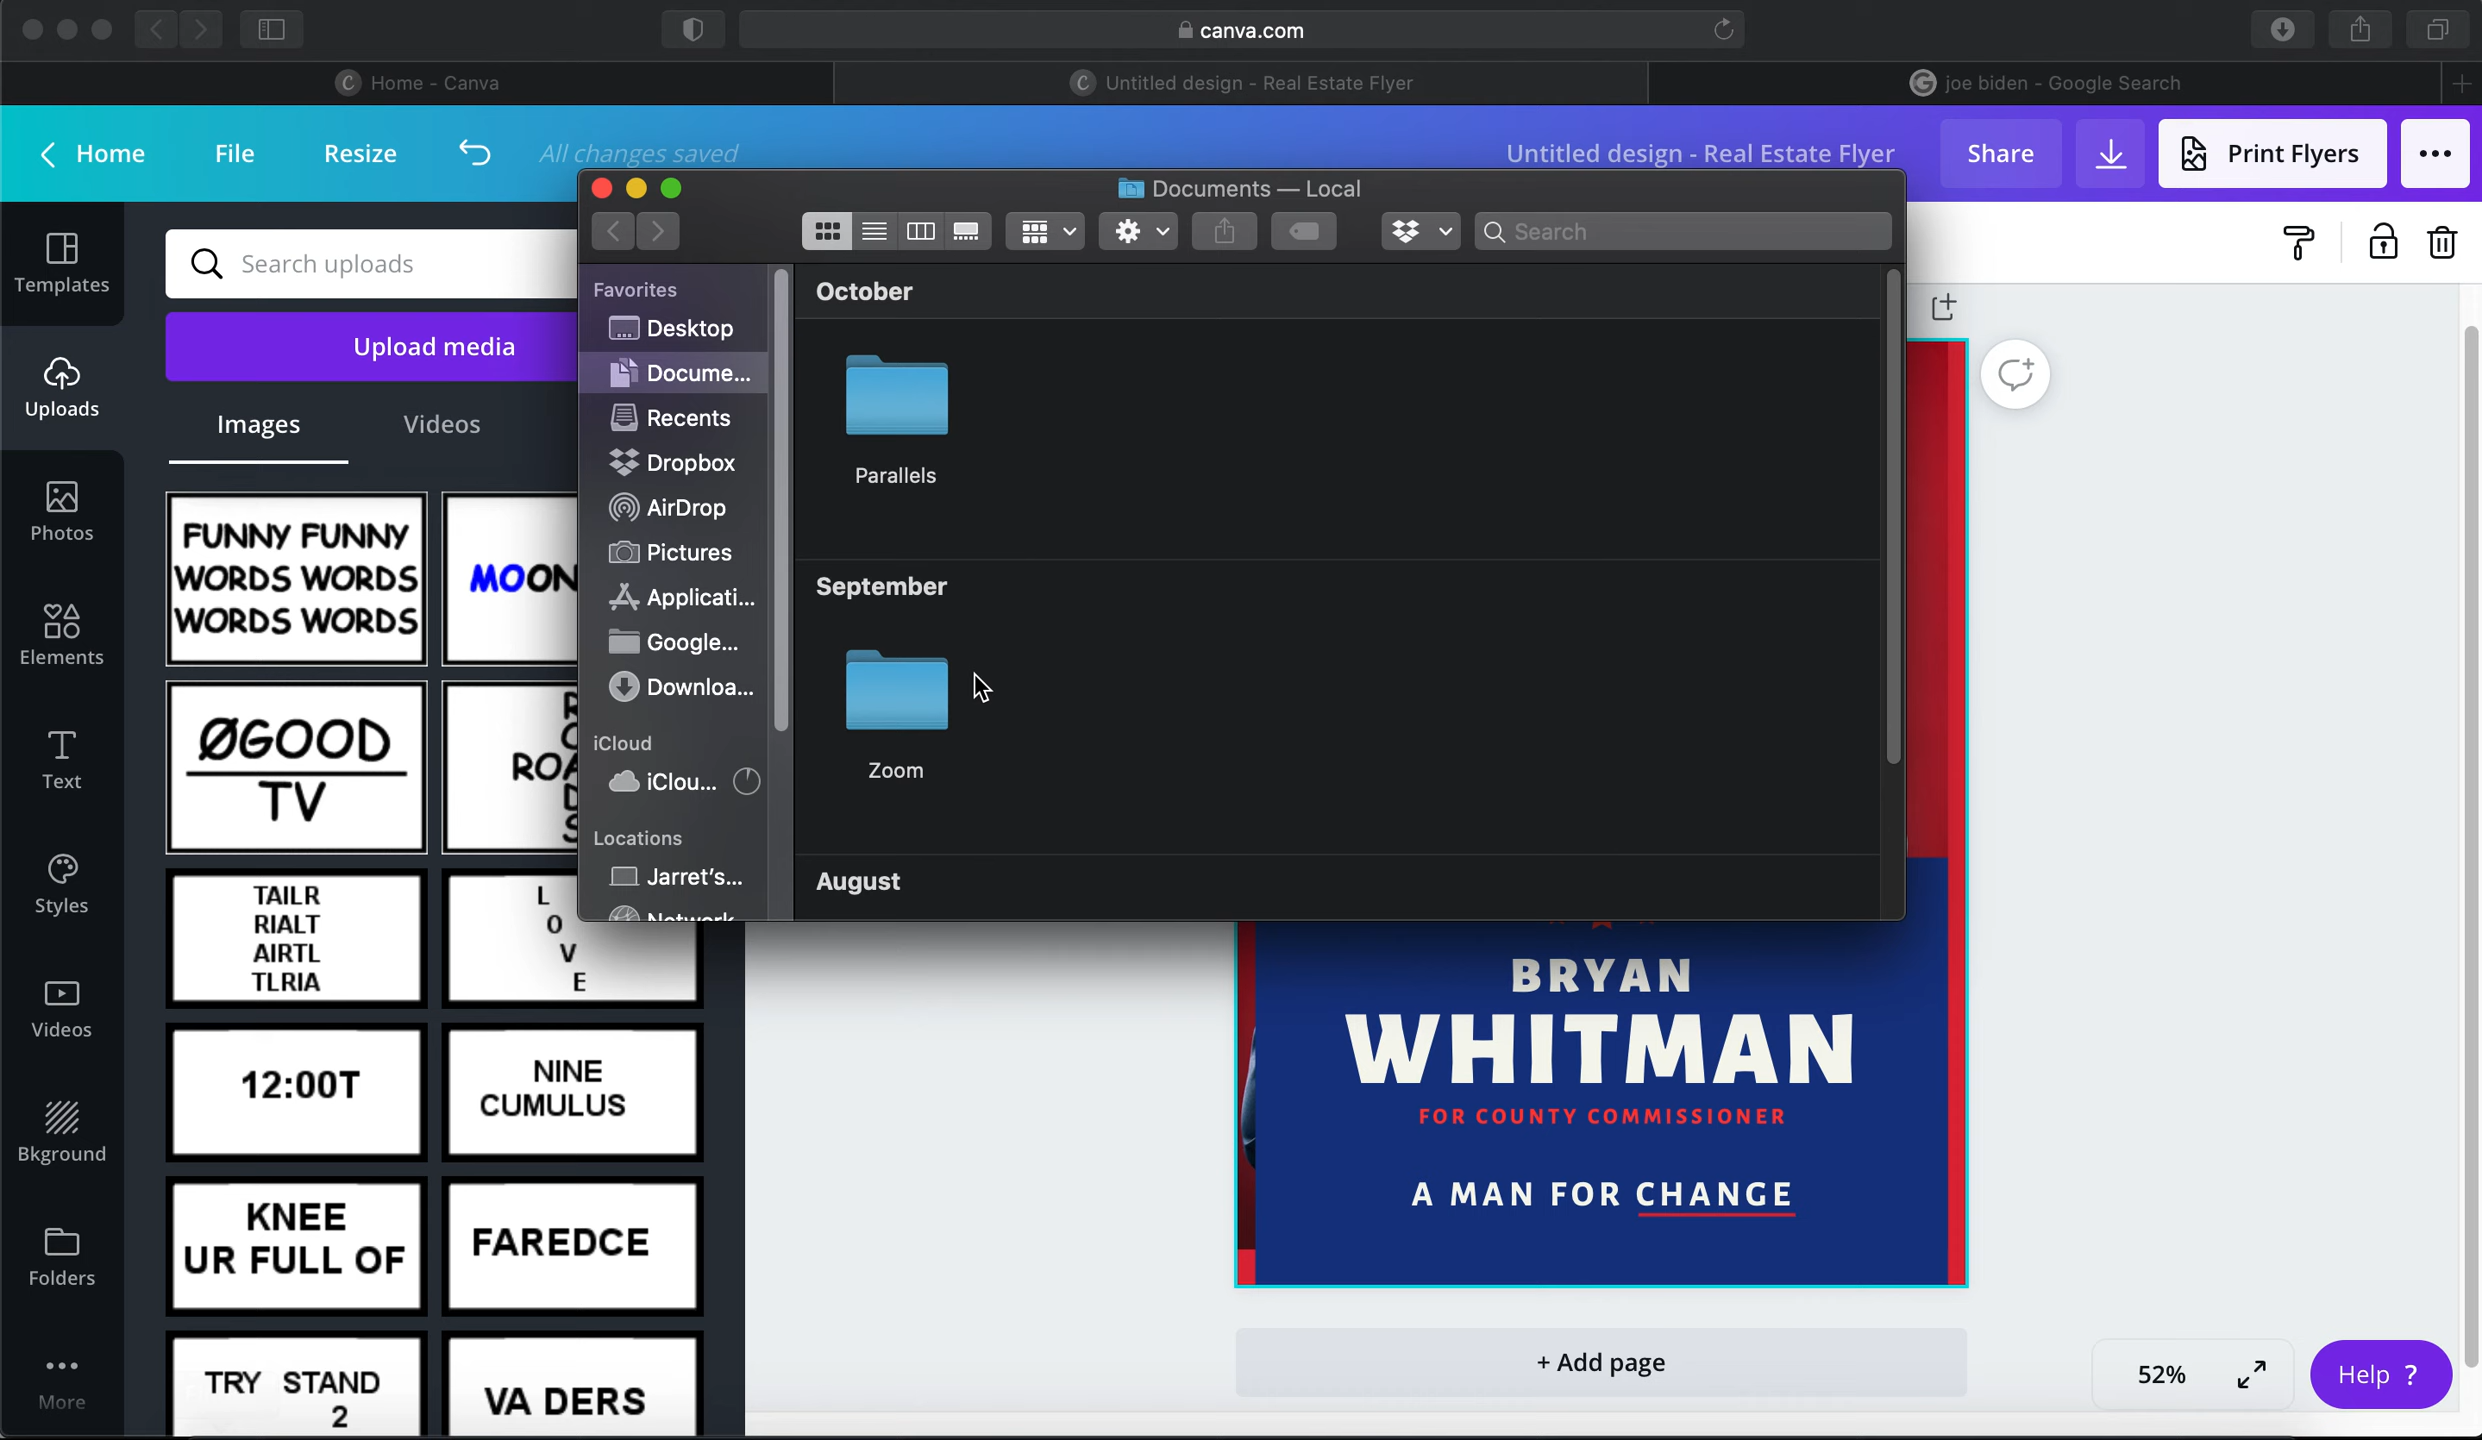 canva.com
Home - Canva
Untitled design - Real Estate Flyer
joe biden - Google Search
Home
File
Resize
All changes saved
Untitled design - Real Estate Flyer
Share
Print Flyers
Documents — Local
Search
Templates
Uploads
Photos
Elements
Text
Styles
Videos
Bkground
Folders
More
Search uploads
Upload media
Images
Videos
FUNNY FUNNY
WORDS WORDS
WORDS WORDS
MOON
ØGOOD
TV
ROA
D
S
TAILR
RIALT
AIRTL
TLRIA
L
O
V
E
12:00T
NINE
CUMULUS
KNEE
UR FULL OF
FAREDCE
TRY STAND
2
VA DERS
Favorites
Desktop
Docume...
Recents
Dropbox
AirDrop
Pictures
Applicati...
Google...
Downloa...
iCloud
iClou...
Locations
Jarret's...
Network
October
Parallels
September
Zoom
August
BRYAN
WHITMAN
FOR COUNTY COMMISSIONER
A MAN FOR CHANGE
+ Add page
52%
Help ?